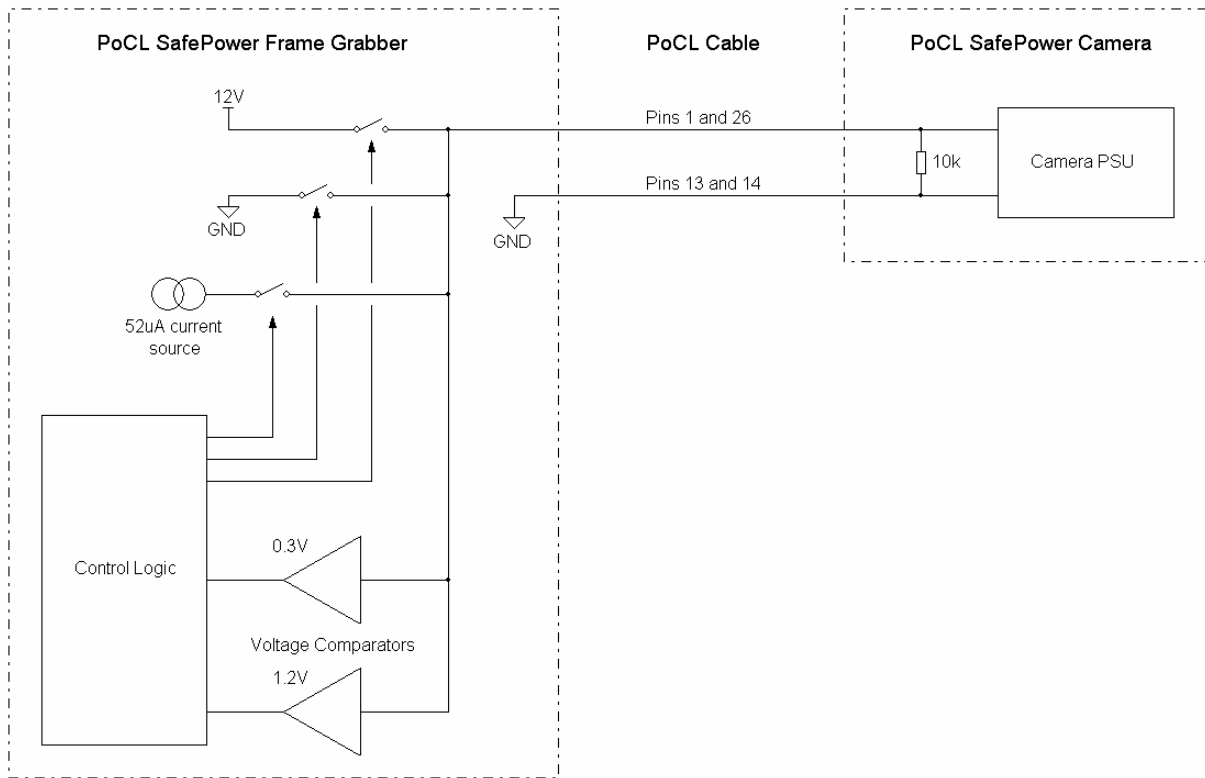 PoCL SafePower Frame Grabber
PoCL Cable
PoCL SafePower Camera
12V
Pins 1 and 26
10k
Camera PSU
Pins 13 and 14
GND
GND
52uA current
source
0.3V
Control Logic
Voltage Comparators
1.2V